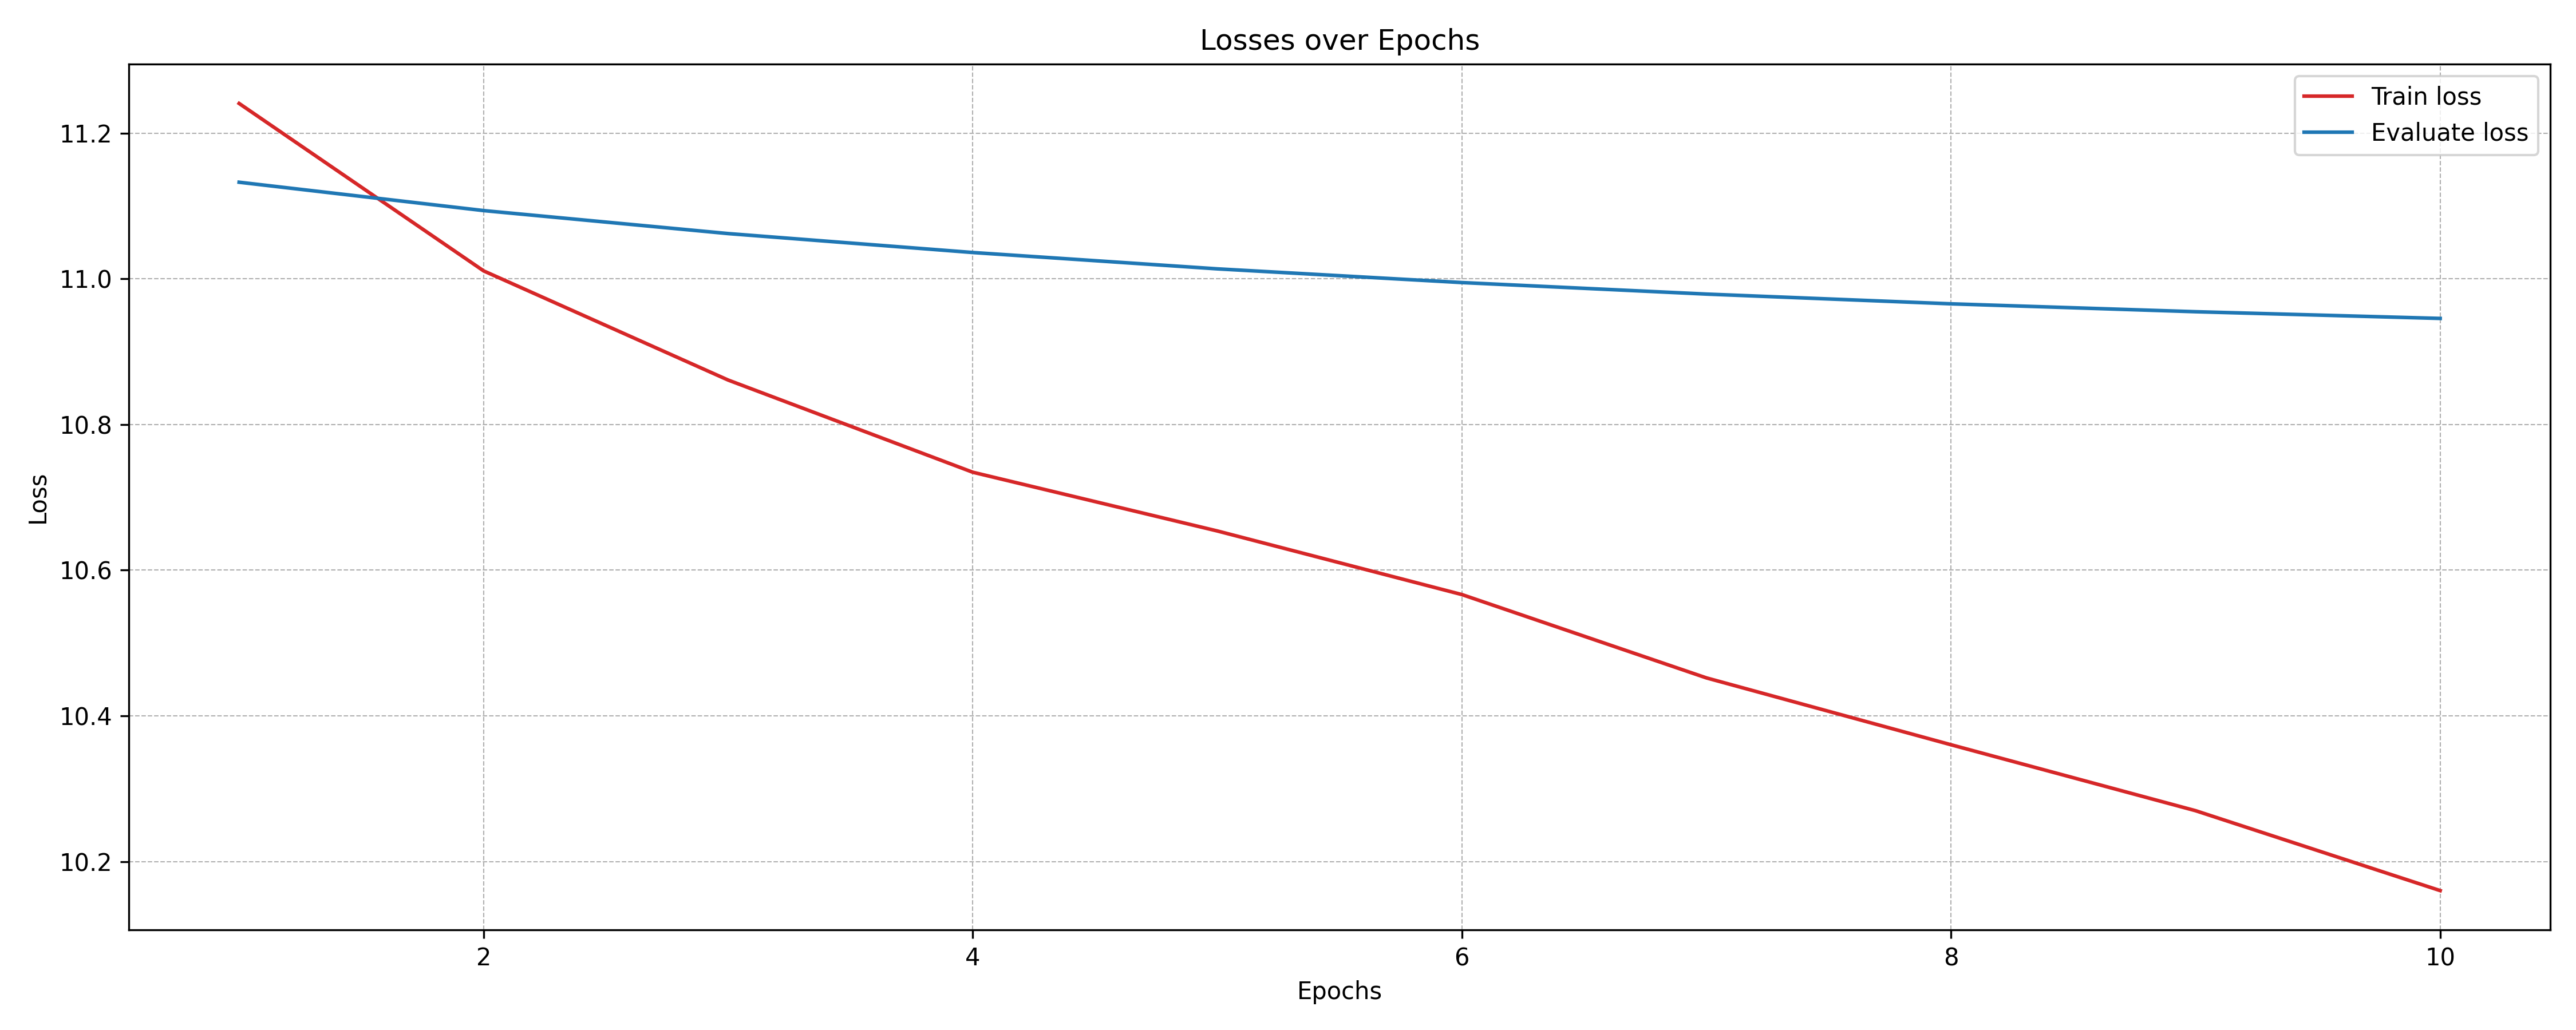 Losses over Epochs
Train loss
Evaluate loss
11.2
11.0
10.8
10.6
10.4
10.2
Loss
2 4 6 8 10
Epochs